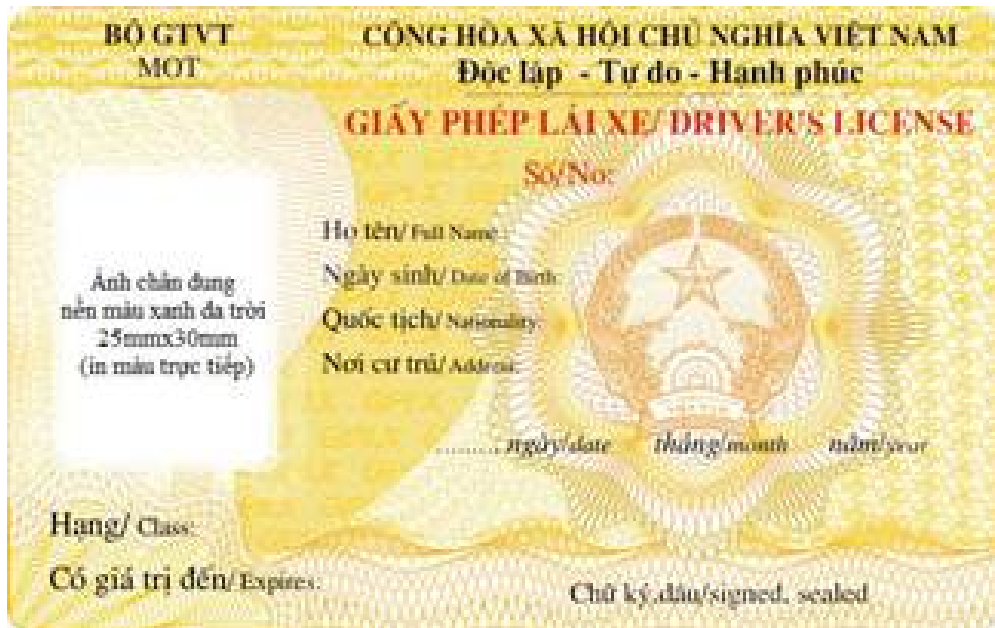 BỘ GTVT
MOT
CỘNG HÒA XÃ HỘI CHỦ NGHĨA VIỆT NAM
Độc lập - Tự do - Hạnh phúc
GIẤY PHÉP LÁI XE/ DRIVER'S LICENSE
Số/No:
Ảnh chân dung
nền màu xanh da trời
25mmx30mm
(in màu trực tiếp)
Họ tên/ Full Name:
Ngày sinh/ Date of Birth:
Quốc tịch/ Nationality:
Nơi cư trú/ Address:
.......... ngày/date tháng/month năm/year
Hạng/ Class:
Có giá trị đến/ Expires:
Chữ ký,dấu/signed, sealed